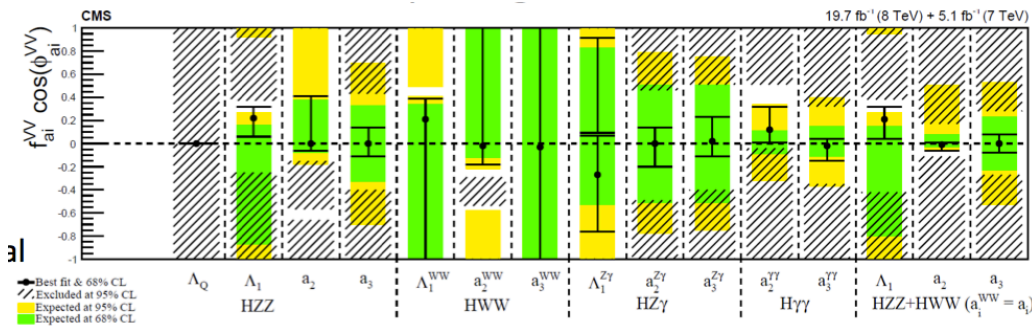 CMS 19.7 fb⁻¹ (8 TeV) + 5.1 fb⁻¹ (7 TeV)
f_ai^VV cos(ϕ_ai^VV)
1
0.8
0.6
0.4
0.2
0
-0.2
-0.4
-0.6
-0.8
-1
al
Λ_Q Λ_1 a_2 a_3 Λ_1^WW a_2^WW a_3^WW Λ_1^Zγ a_2^Zγ a_3^Zγ a_2^γγ a_3^γγ Λ_1 a_2 a_3
HZZ HWW HZγ Hγγ HZZ+HWW (a_i^WW = a_i)
Best fit & 68% CL
Excluded at 95% CL
Expected at 95% CL
Expected at 68% CL